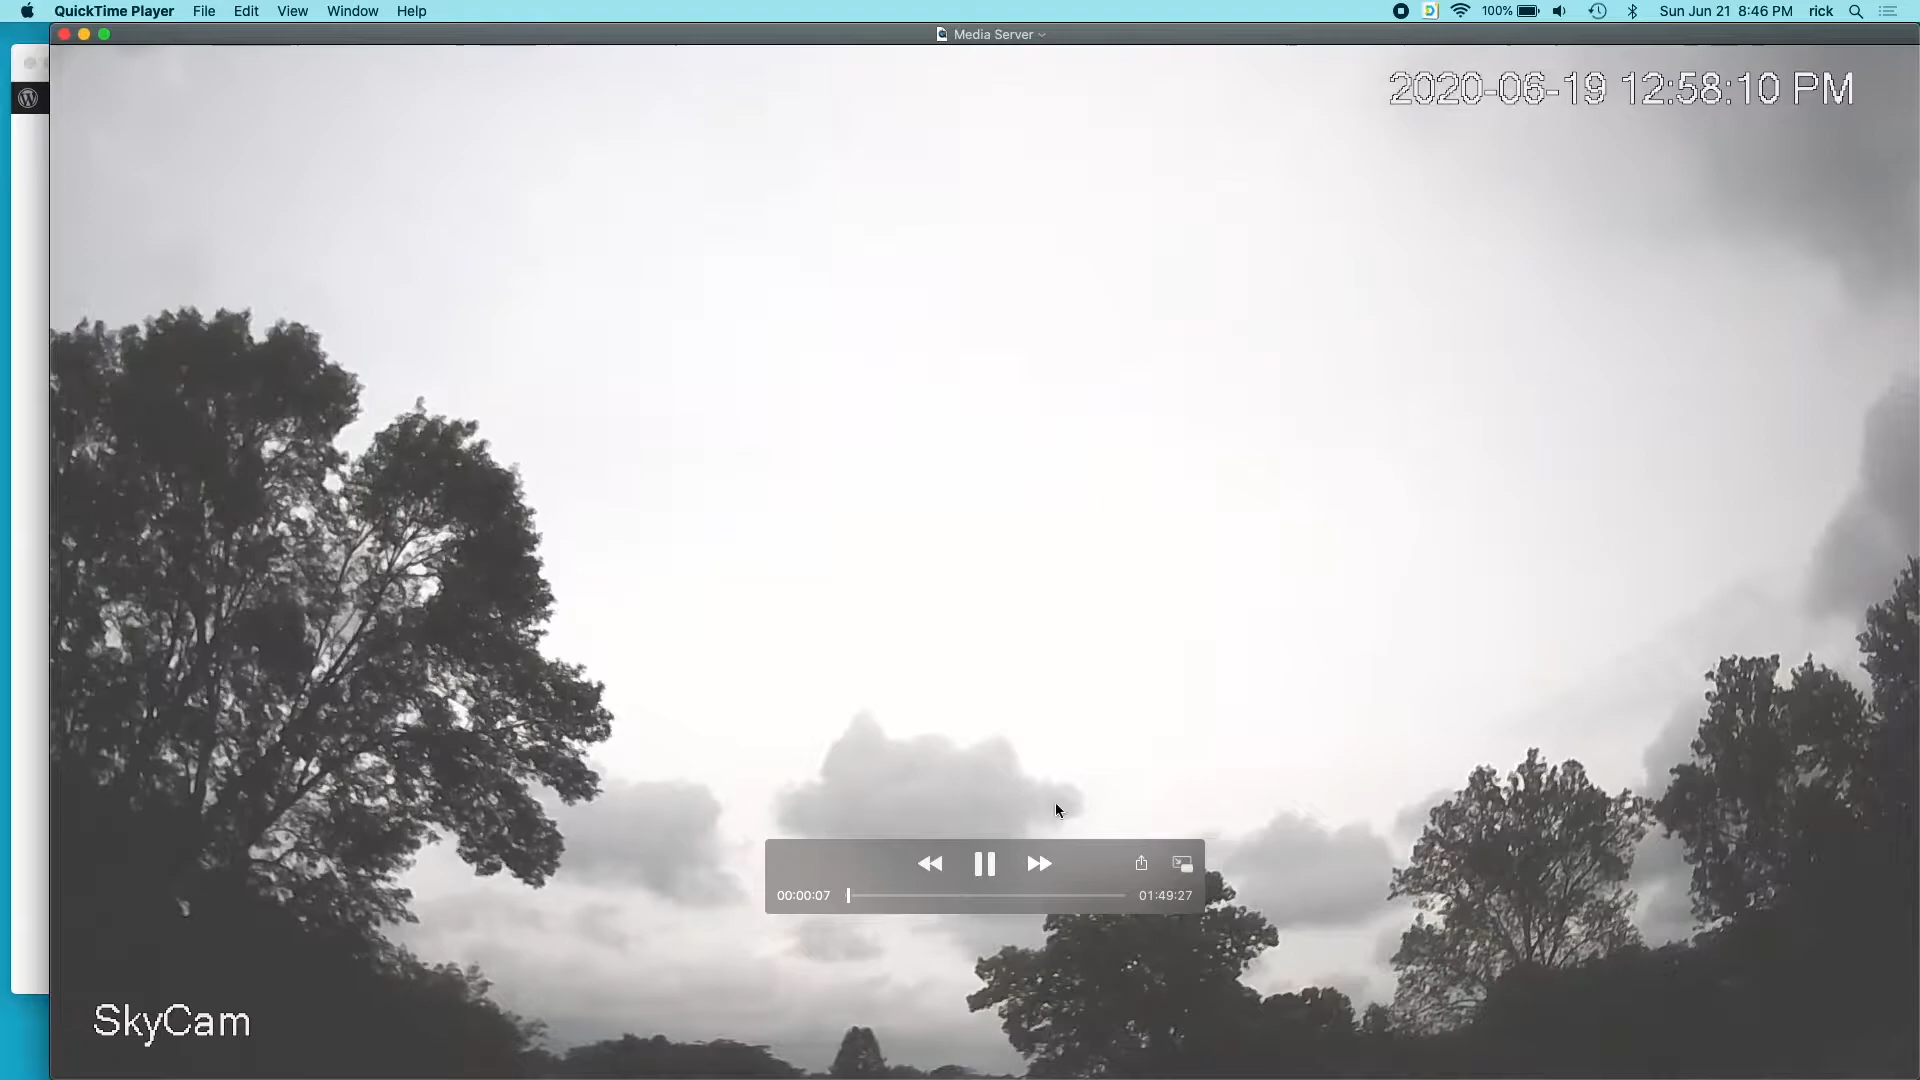 QuickTime Player File Edit View Window Help 100% Sun Jun 21 8:46 PM rick
Media Server
2020-06-19 12:58:10 PM
00:00:07 01:49:27
SkyCam